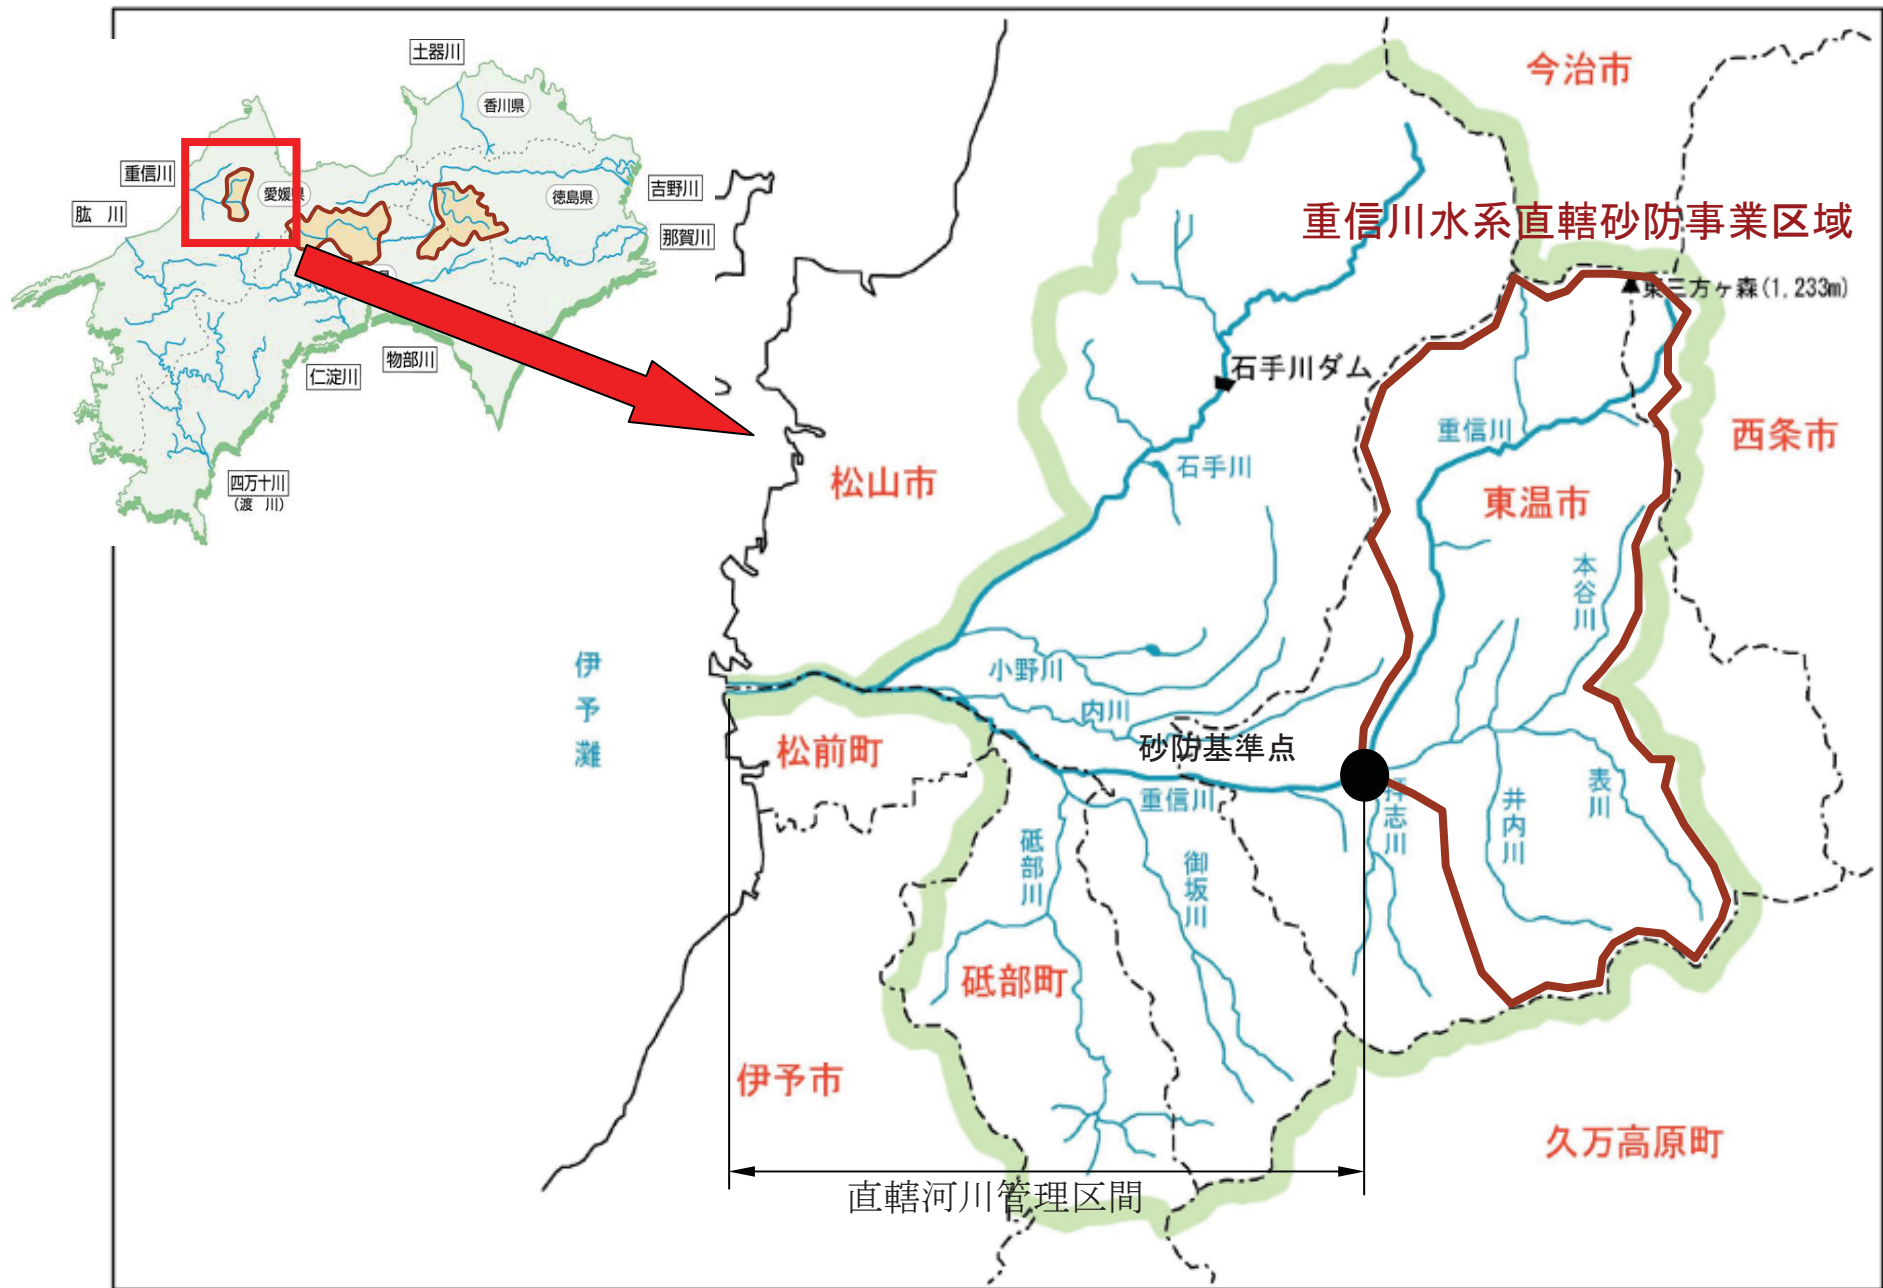 土器川
香川県
重信川
愛媛県
徳島県
吉野川
肱　川
那賀川
物部川
仁淀川
四万十川
(渡　川)
今治市
重信川水系直轄砂防事業区域
東三方ヶ森(1,233m)
石手川ダム
重信川
西条市
石手川
松山市
東温市
本谷川
伊予灘
小野川
内川
松前町
砂防基準点
重信川
拝志川
井内川
表川
砥部川
御坂川
砥部町
伊予市
久万高原町
直轄河川管理区間